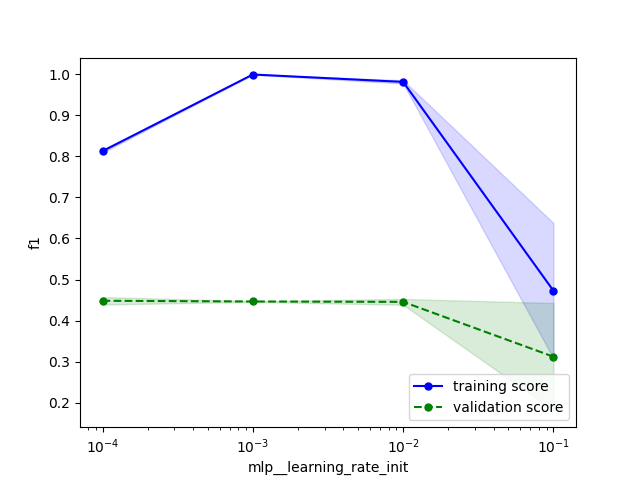 1.0
0.9
0.8
0.7
0.6
0.5
0.4
0.3
0.2
f1
training score
validation score
10⁻⁴ 10⁻³ 10⁻² 10⁻¹
mlp__learning_rate_init